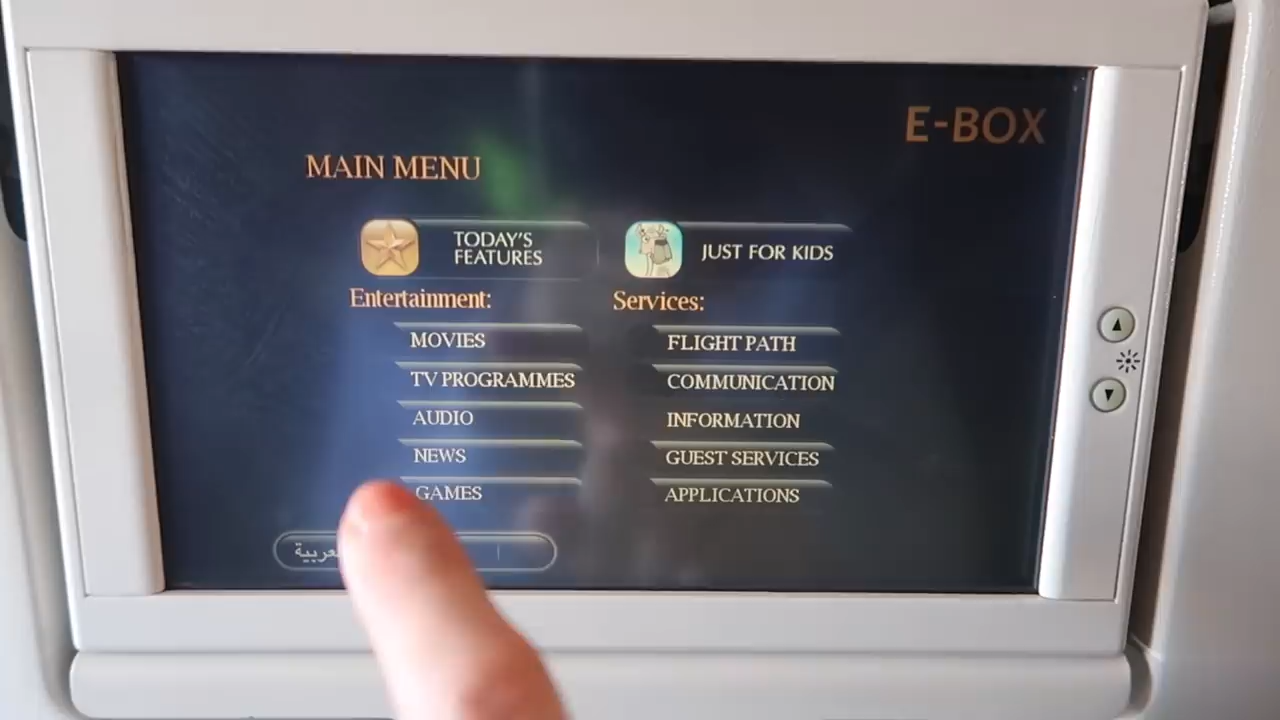 E-BOX
MAIN MENU
TODAY'S
FEATURES
JUST FOR KIDS
Entertainment:
Services:
MOVIES
FLIGHT PATH
TV PROGRAMMES
COMMUNICATION
AUDIO
INFORMATION
NEWS
GUEST SERVICES
GAMES
APPLICATIONS